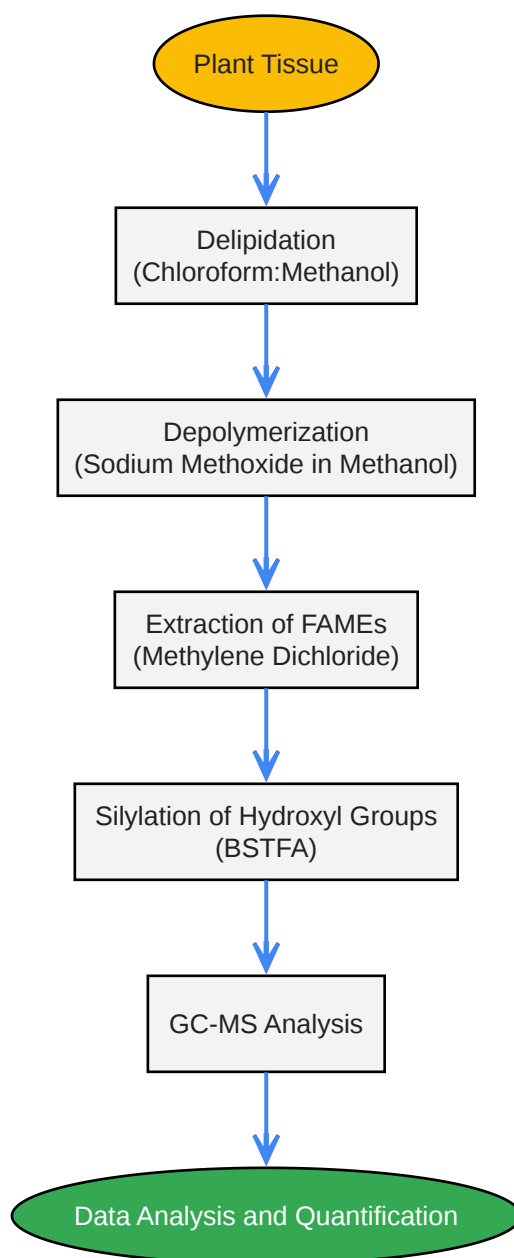 Plant Tissue
Delipidation
(Chloroform:Methanol)
Depolymerization
(Sodium Methoxide in Methanol)
Extraction of FAMEs
(Methylene Dichloride)
Silylation of Hydroxyl Groups
(BSTFA)
GC-MS Analysis
Data Analysis and Quantification